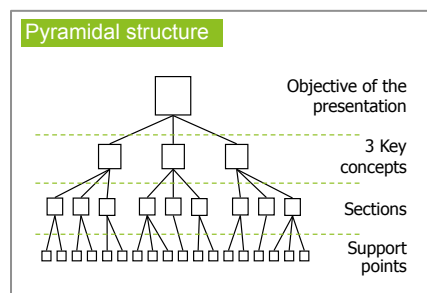 Pyramidal structure
Objective of the
presentation
3 Key
concepts
Sections
Support
points